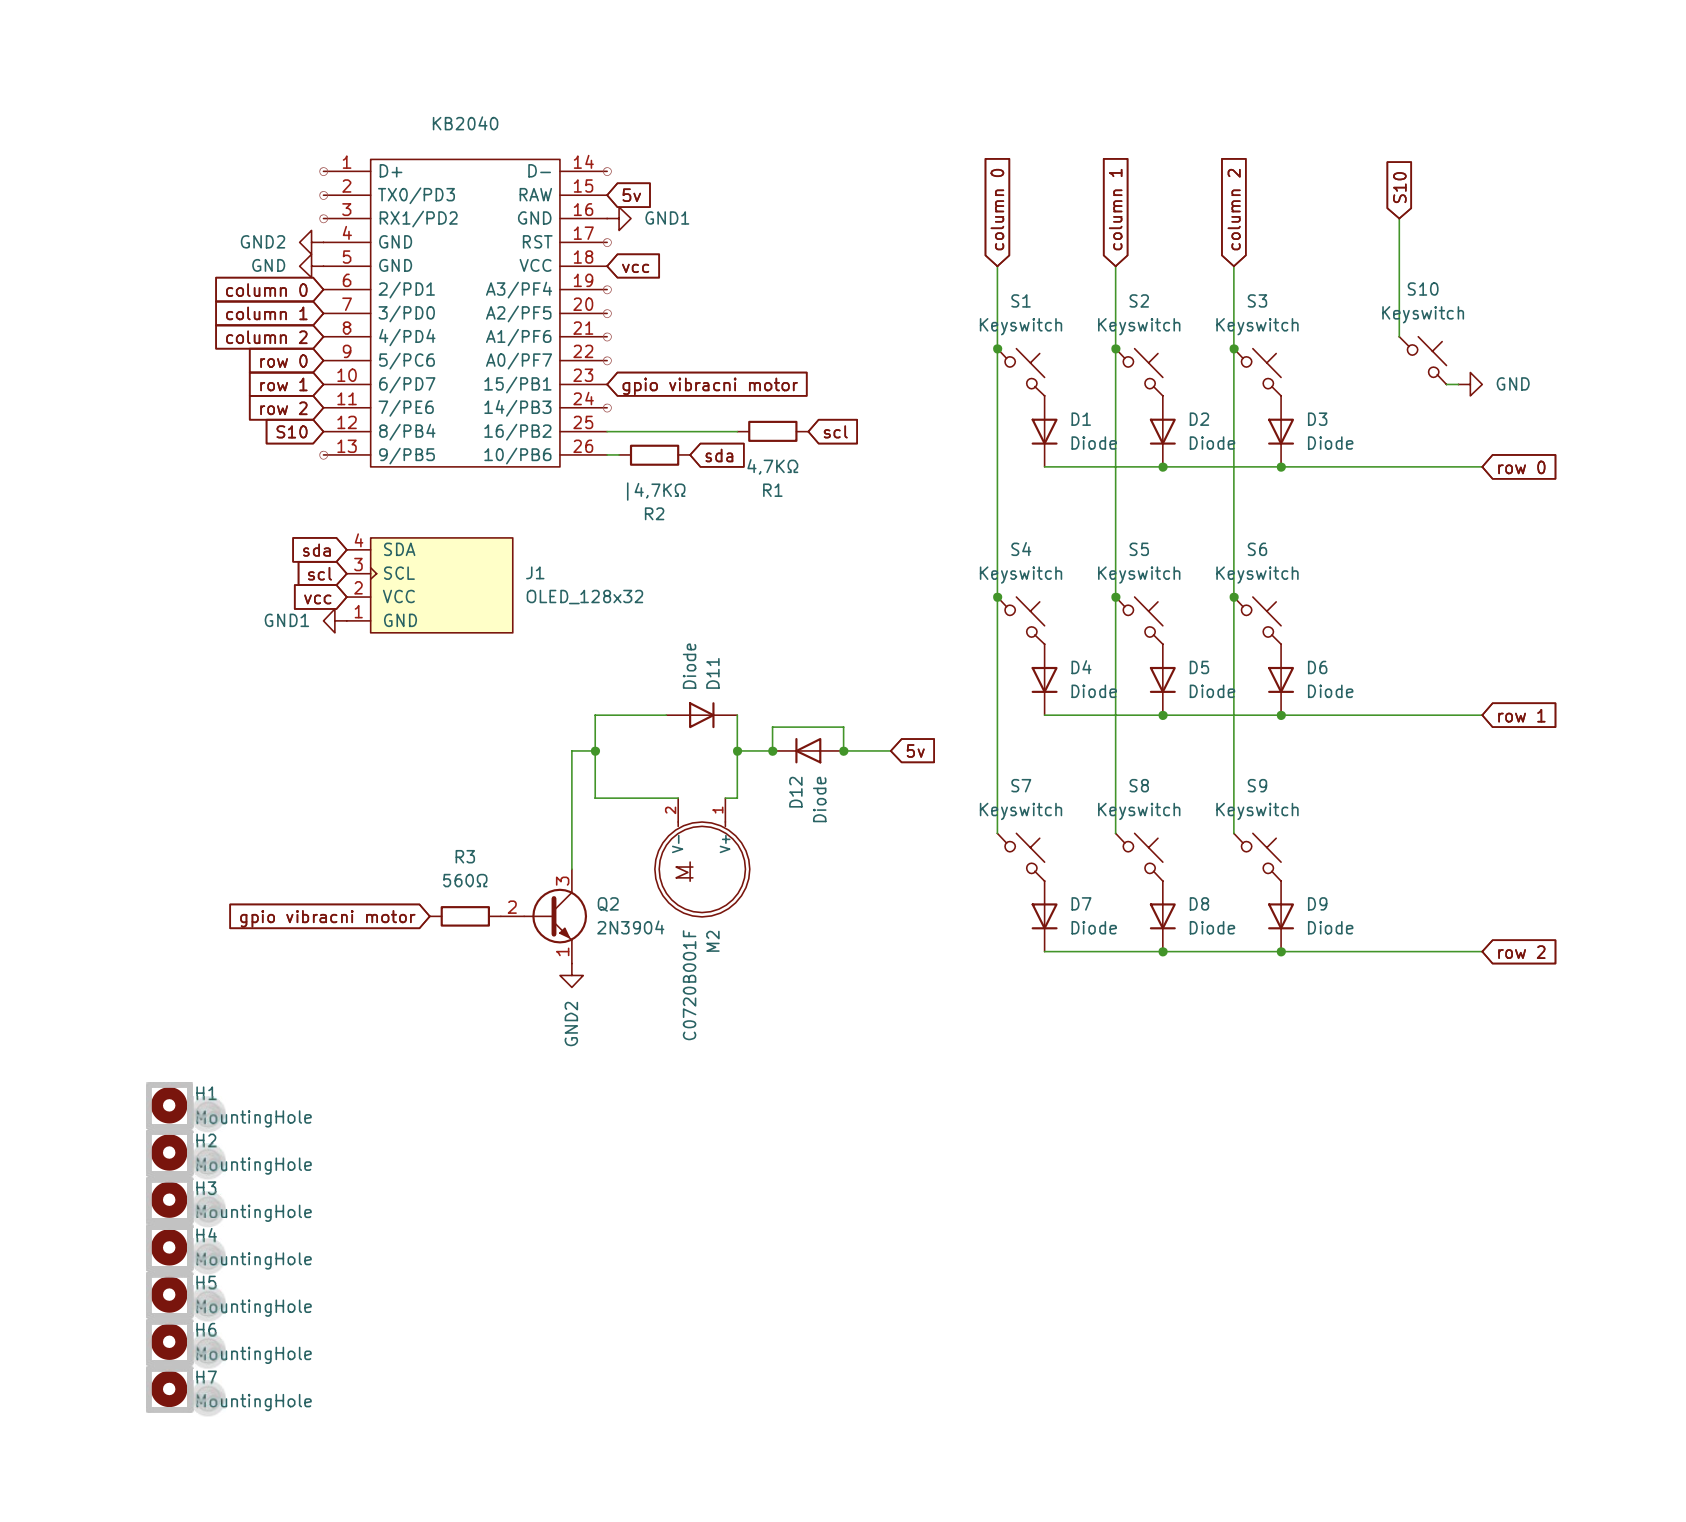 KB2040
1 D+ D- 14
2 TX0/PD3 RAW 15 5v
3 RX1/PD2 GND 16 GND1
GND2 4 GND RST 17
GND 5 GND VCC 18 vcc
column 0 6 2/PD1 A3/PF4 19
column 1 7 3/PD0 A2/PF5 20
column 2 8 4/PD4 A1/PF6 21
row 0 9 5/PC6 A0/PF7 22
row 1 10 6/PD7 15/PB1 23 gpio vibracni motor
row 2 11 7/PE6 14/PB3 24
S10 12 8/PB4 16/PB2 25 scl
13 9/PB5 10/PB6 26 sda
4,7KΩ
R1
|4,7KΩ
R2
sda 4 SDA
scl 3 SCL
vcc 2 VCC
GND1 1 GND
J1
OLED_128x32
Diode
D11
D12
Diode
5v
2
V-
1
V+
M
C0720B001F
M2
R3
560Ω
gpio vibracni motor
2
3
1
Q2
2N3904
GND2
column 0
column 1
column 2
S10
S1
Keyswitch
S2
Keyswitch
S3
Keyswitch
S10
Keyswitch
GND
D1
Diode
D2
Diode
D3
Diode
row 0
S4
Keyswitch
S5
Keyswitch
S6
Keyswitch
D4
Diode
D5
Diode
D6
Diode
row 1
S7
Keyswitch
S8
Keyswitch
S9
Keyswitch
D7
Diode
D8
Diode
D9
Diode
row 2
H1
MountingHole
H2
MountingHole
H3
MountingHole
H4
MountingHole
H5
MountingHole
H6
MountingHole
H7
MountingHole